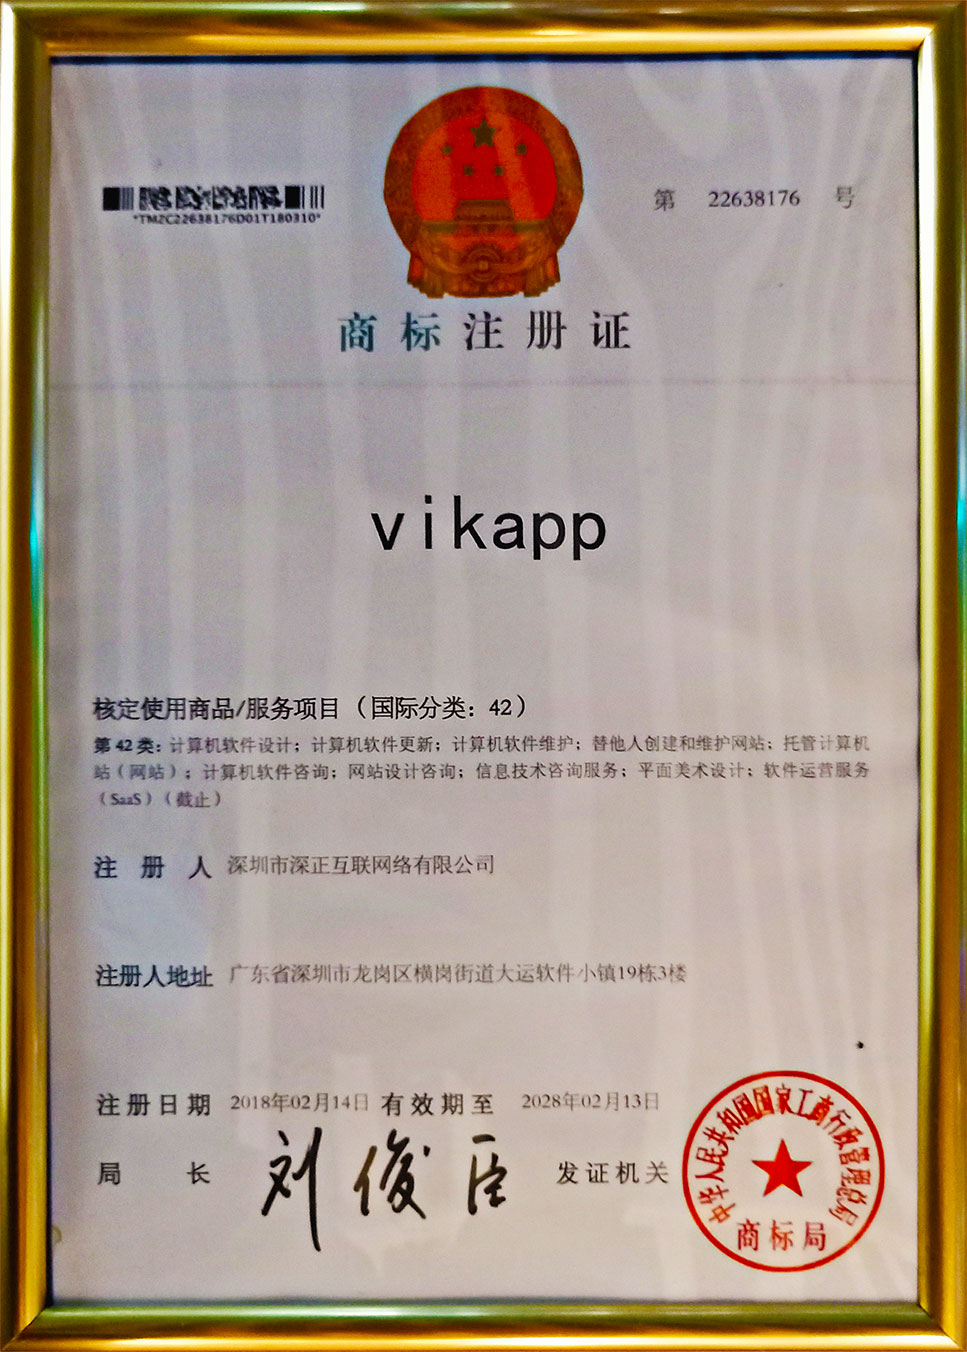 *TMZC22638176D01T180310*
第 22638176 号
商标注册证
vikapp
核定使用商品/服务项目（国际分类：42）
第42类：计算机软件设计；计算机软件更新；计算机软件维护；替他人创建和维护网站；托管计算机
站（网站）；计算机软件咨询；网站设计咨询；信息技术咨询服务；平面美术设计；软件运营服务
（SaaS）（截止）
注册人 深圳市深正互联网络有限公司
注册人地址 广东省深圳市龙岗区横岗街道大运软件小镇19栋3楼
注册日期 2018年02月14日 有效期至 2028年02月13日
局长 刘俊臣 发证机关
中华人民共和国国家工商行政管理总局
商标局